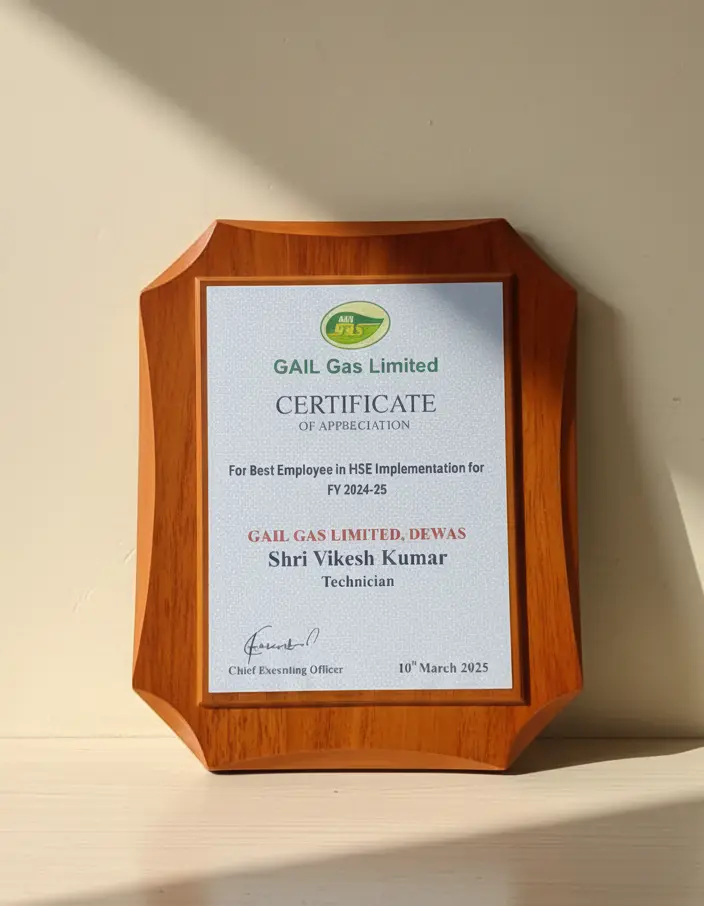 GAIL Gas Limited
CERTIFICATE
OF APPBECIATION
For Best Employee in HSE Implementation for
FY 2024-25
GAIL GAS LIMITED, DEWAS
Shri Vikesh Kumar
Technician
Chief Exesnling Officer
10" March 2025